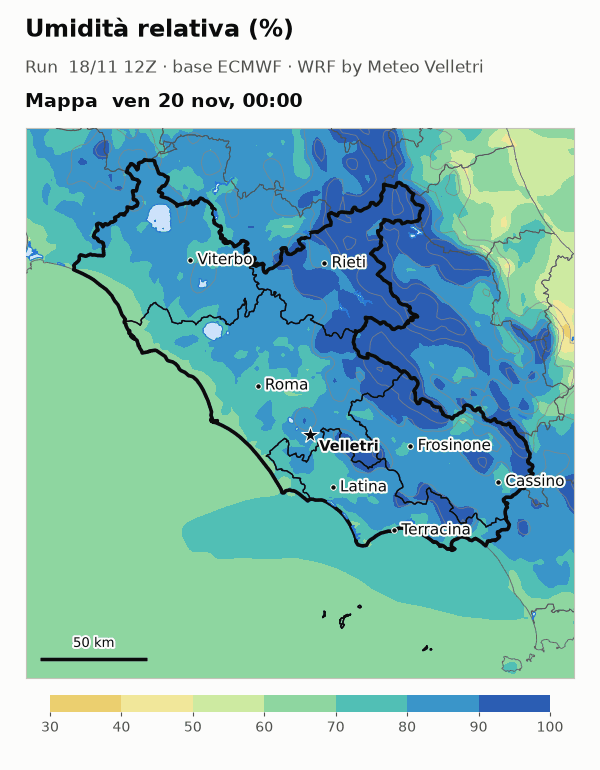 Umidità relativa (%)
Run  18/11 12Z · base ECMWF · WRF by Meteo Velletri
Mappa  ven 20 nov, 00:00
Viterbo
Rieti
Roma
Velletri
Frosinone
Latina
Cassino
Terracina
50 km
30 40 50 60 70 80 90 100